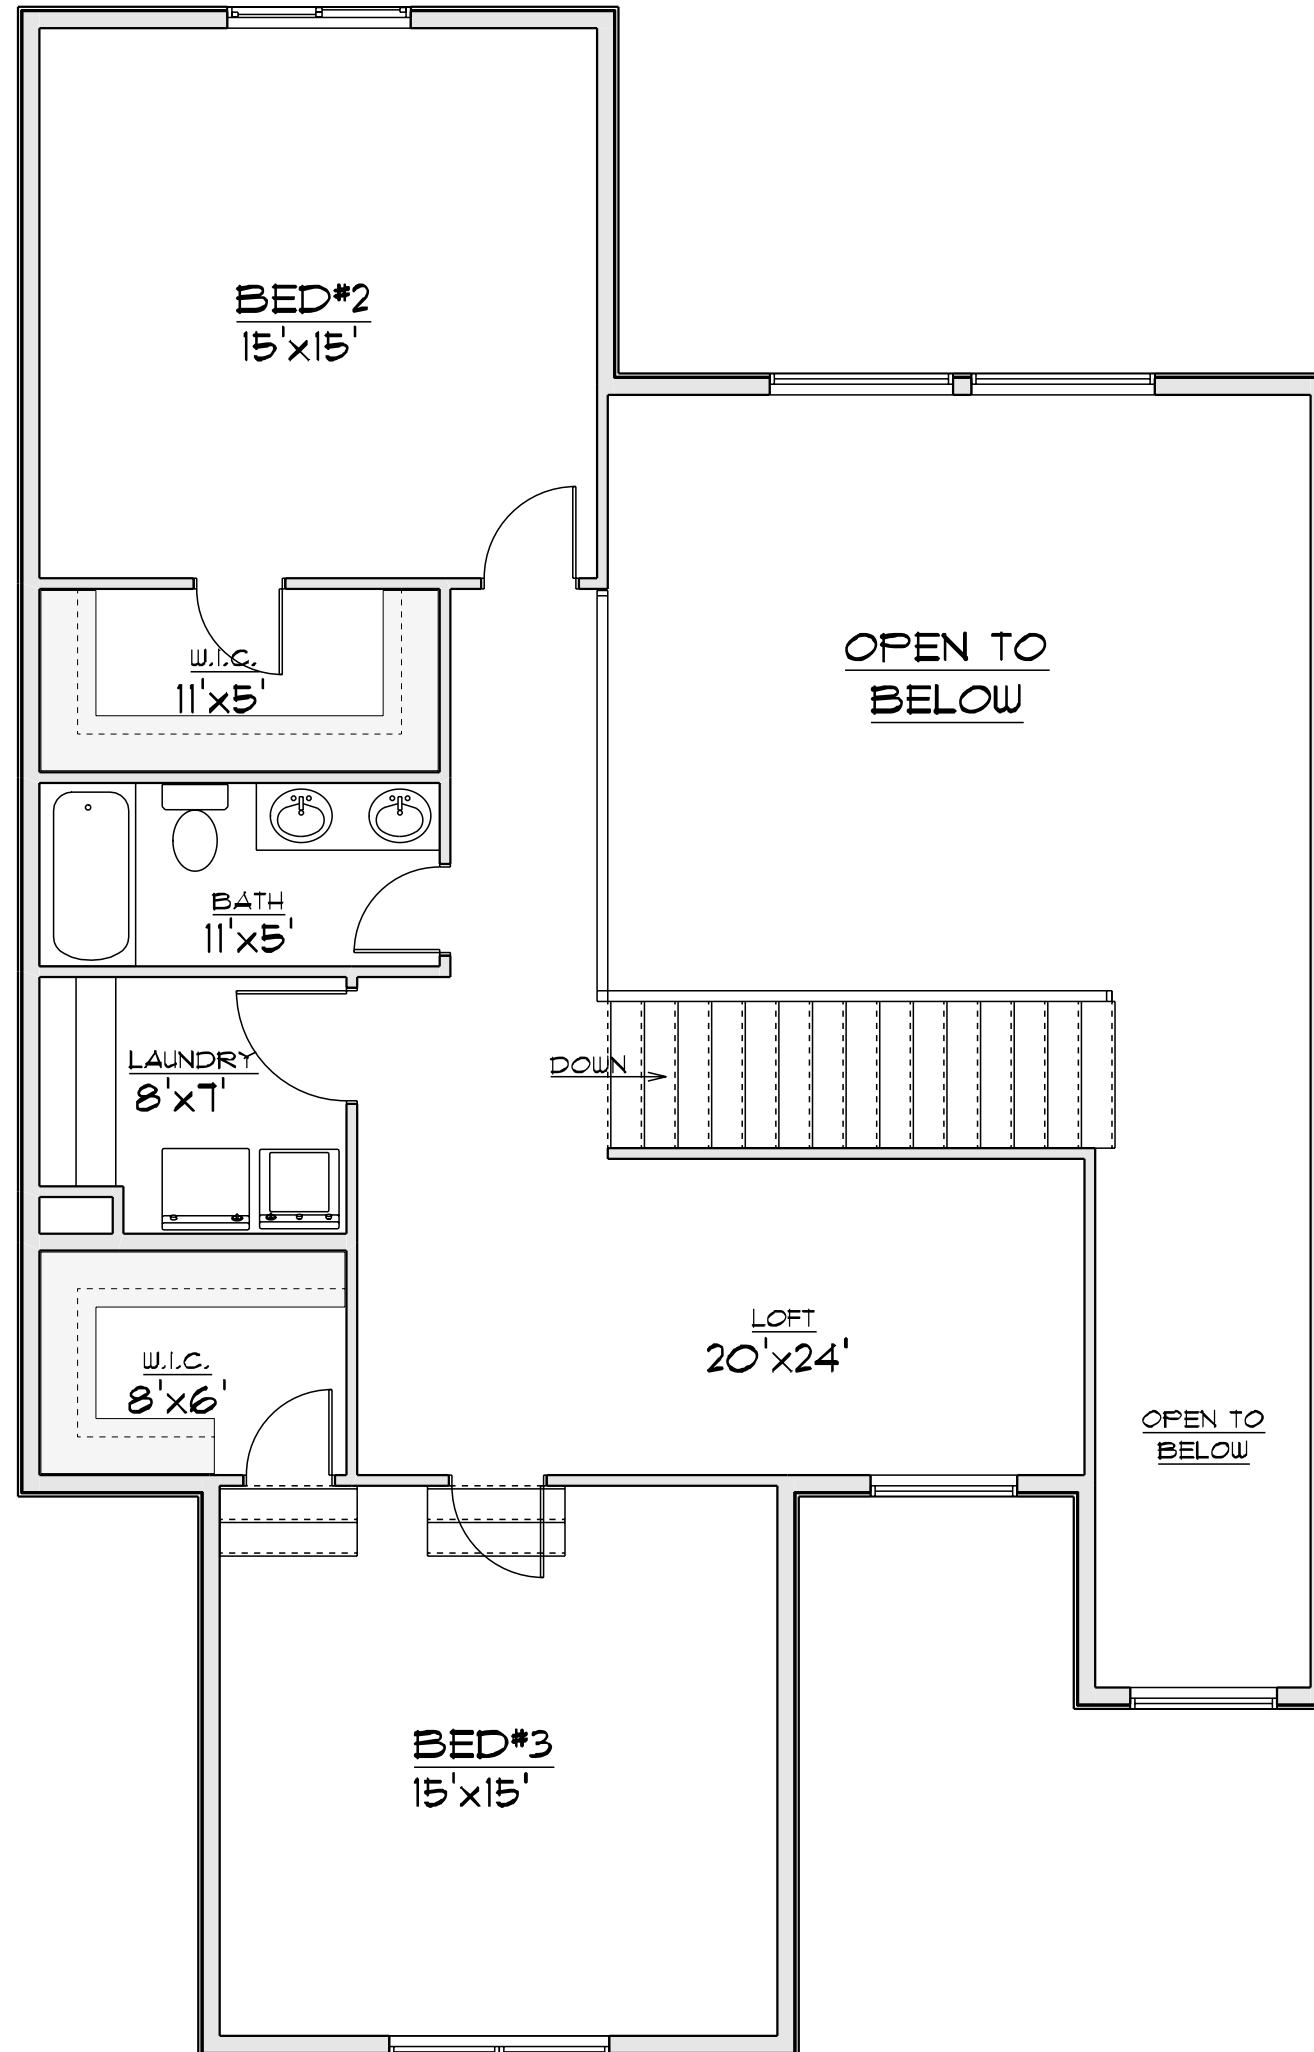 BED#2
15'x15'
OPEN TO
BELOW
W.I.C.
11'x5'
BATH
11'x5'
DOWN
LAUNDRY
8'x7'
LOFT
20'x24'
W.I.C.
8'x6'
OPEN TO
BELOW
BED#3
15'x15'